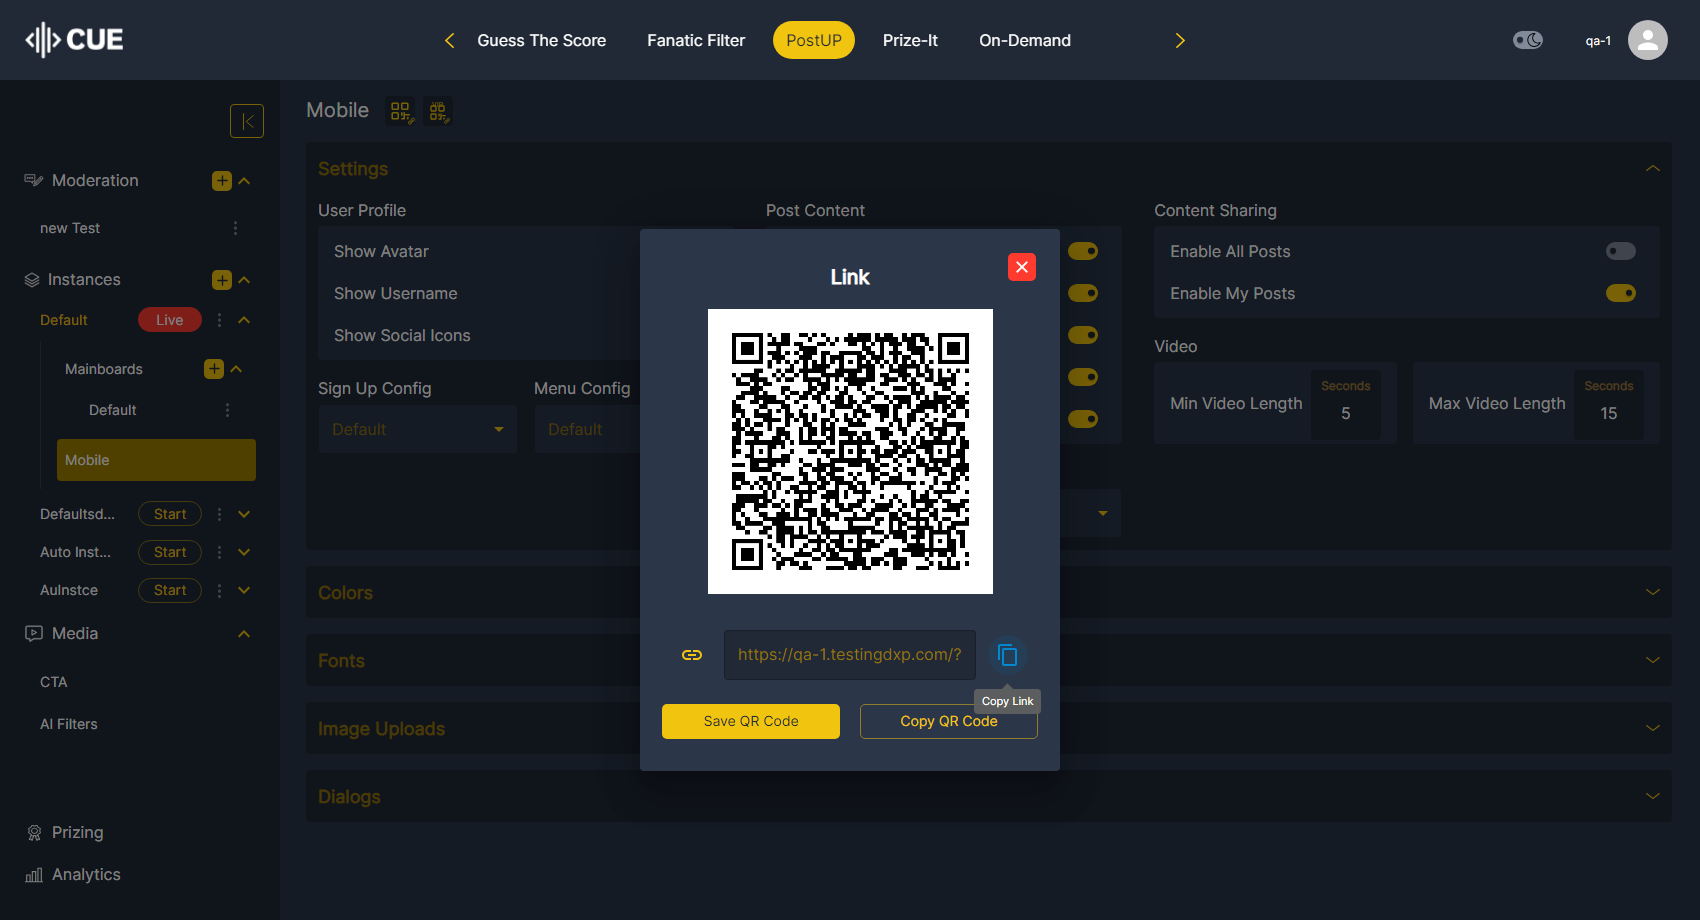 CUE
Guess The Score
Fanatic Filter
PostUP
Prize-It
On-Demand
qa-1
Mobile
Moderation
new Test
Instances
Default
Live
Mainboards
Default
Mobile
Defaultsd...
Start
Auto Inst...
Start
AuInstce
Start
Media
CTA
AI Filters
Prizing
Analytics
Settings
User Profile
Show Avatar
Show Username
Show Social Icons
Sign Up Config
Default
Menu Config
Default
Post Content
Content Sharing
Enable All Posts
Enable My Posts
Video
Min Video Length
Seconds
5
Max Video Length
Seconds
15
Colors
Fonts
Image Uploads
Dialogs
Link
https://qa-1.testingdxp.com/?
Copy Link
Save QR Code
Copy QR Code